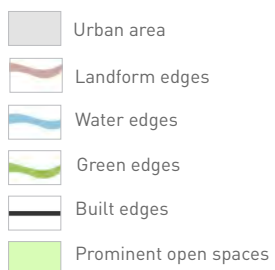 Urban area
Landform edges
Water edges
Green edges
Built edges
Prominent open spaces